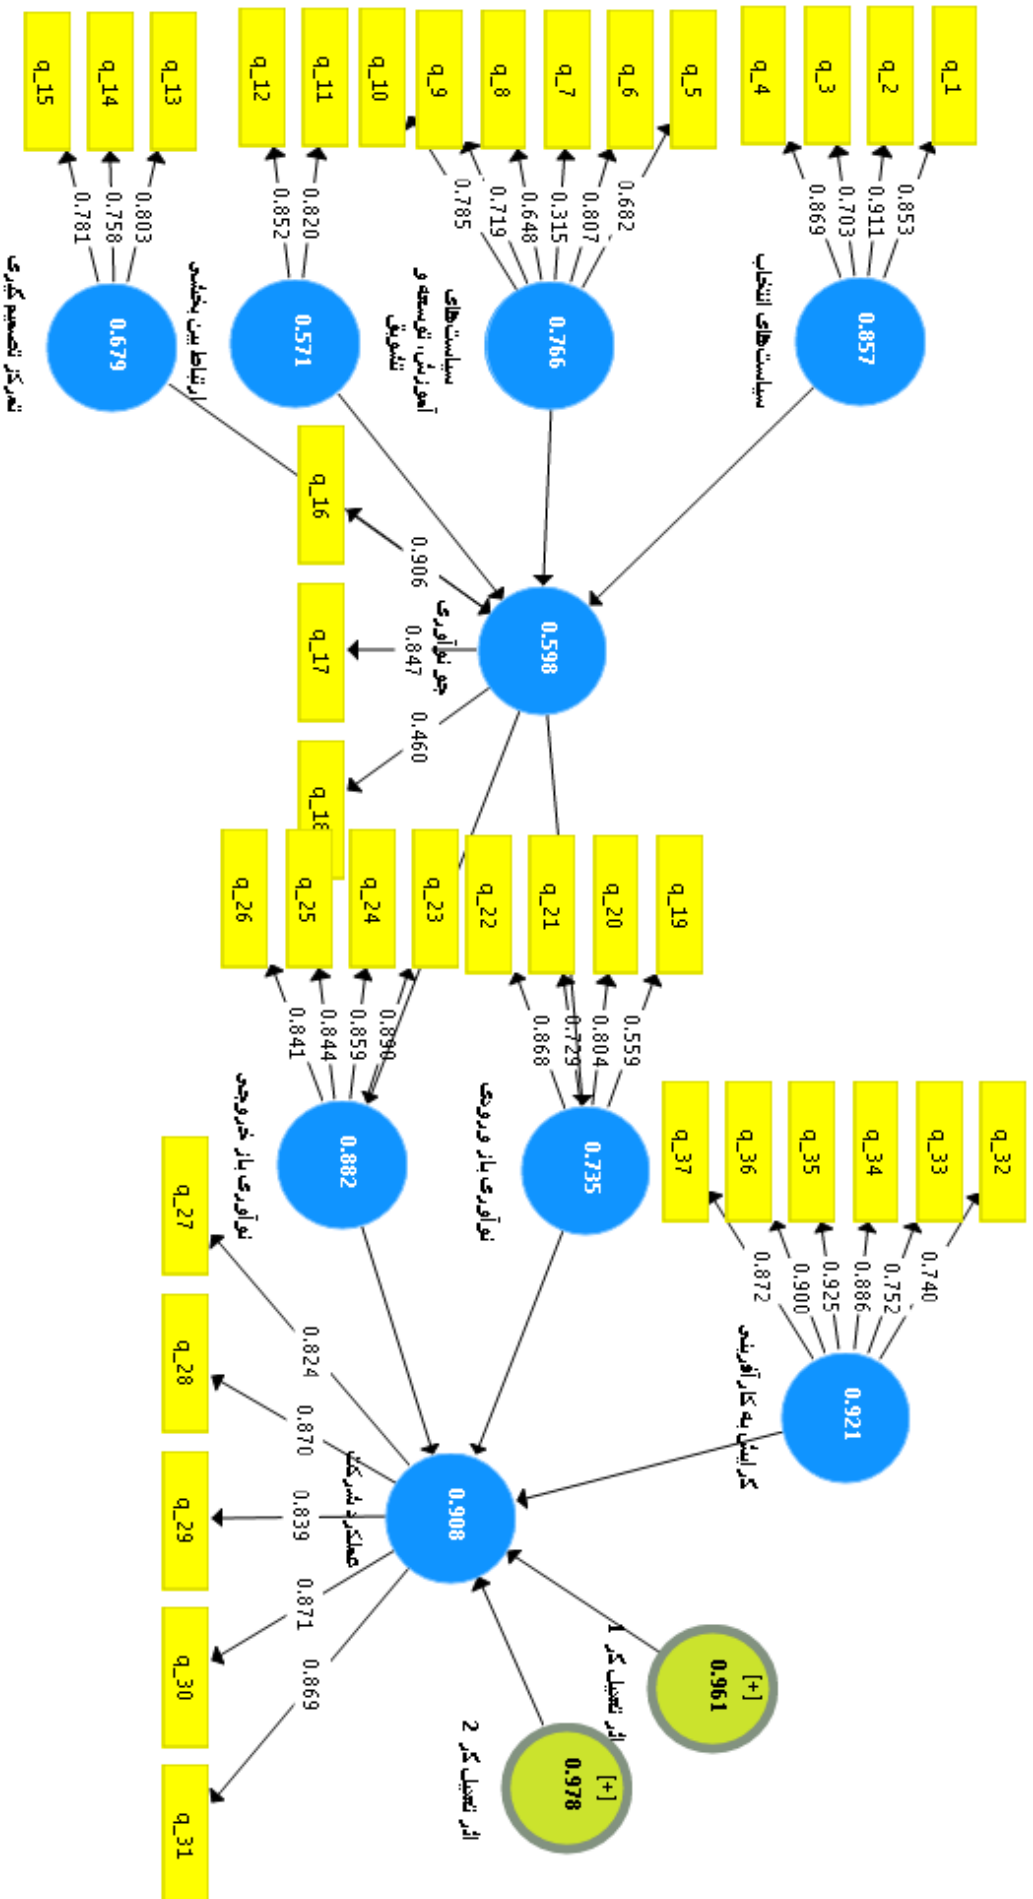 q_1
q_2
q_3
q_4
0.853
0.911
0.703
0.869
0.857
سیاست‌های انتخاب
q_5
q_6
q_7
q_8
q_9
q_10
0.682
0.807
0.315
0.648
0.719
0.785
0.766
سیاست‌های
آموزش، توسعه و
تشویق
q_11
q_12
0.820
0.852
0.571
ارتباط بین بخشی
q_13
q_14
q_15
0.803
0.758
0.781
0.679
تمرکز تصمیم گیری
q_16
q_17
q_18
0.906
0.847
0.460
0.598
جو نوآوری
q_19
q_20
q_21
q_22
0.559
0.804
0.729
0.868
0.735
نوآوری باز ورودی
q_23
q_24
q_25
q_26
0.890
0.859
0.844
0.841
0.882
نوآوری باز خروجی
q_32
q_33
q_34
q_35
q_36
q_37
0.740
0.752
0.886
0.925
0.900
0.872
0.921
گرایش به کارآفرینی
q_27
q_28
q_29
q_30
q_31
0.824
0.870
0.839
0.871
0.869
0.908
عملکرد شرکت
[+]
0.961
اثر تعدیل گر 1
[+]
0.978
اثر تعدیل گر 2